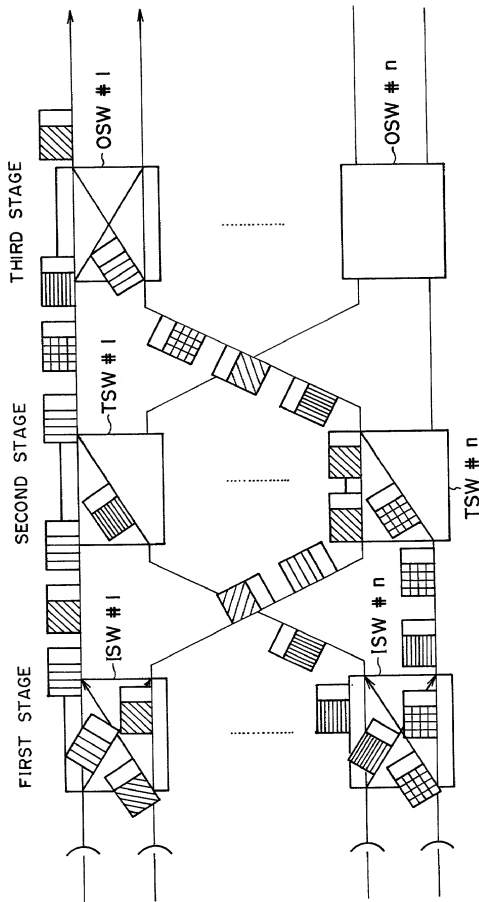 FIRST STAGE
SECOND STAGE
THIRD STAGE
ISW # 1
TSW # 1
OSW # 1
ISW # n
TSW # n
OSW # n